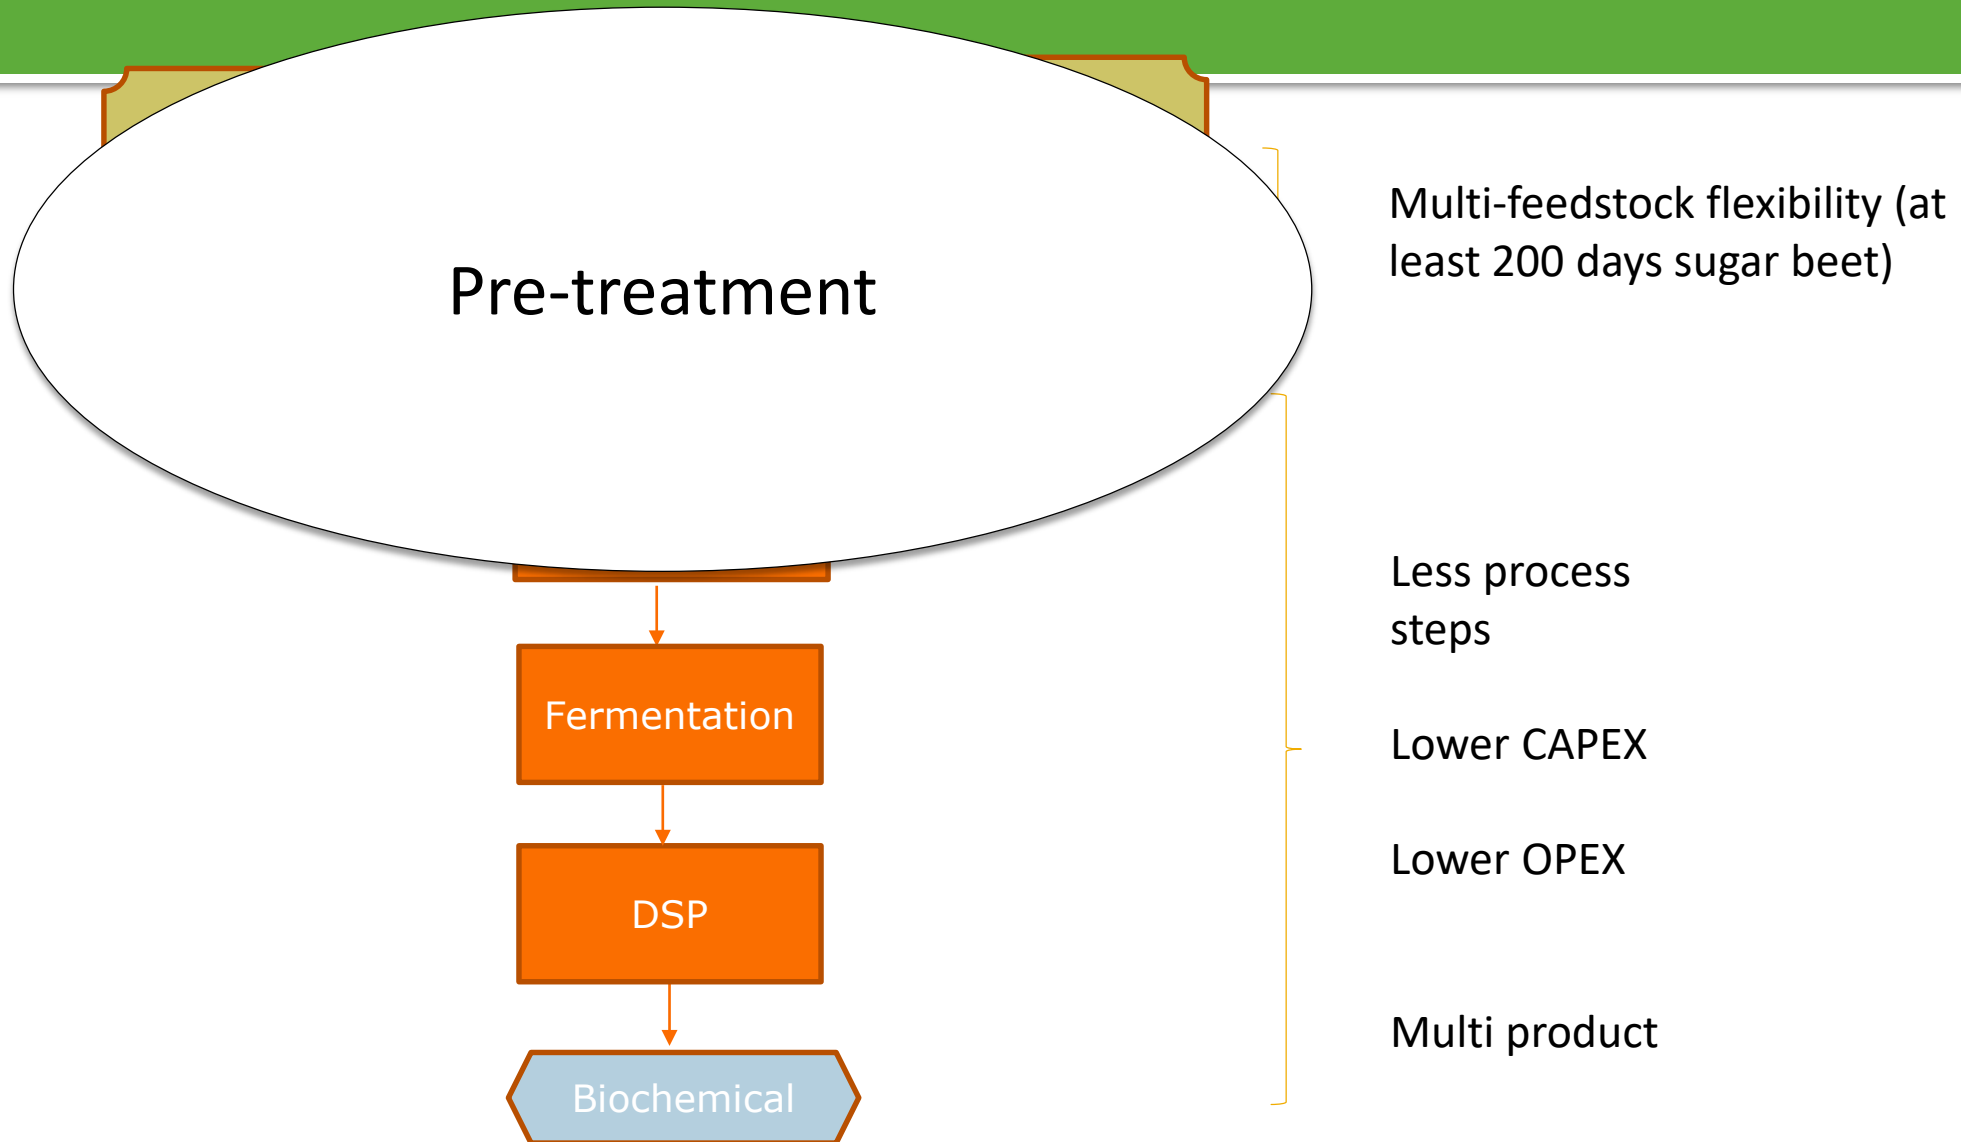 Pre-treatment
Multi-feedstock flexibility (at
least 200 days sugar beet)
Less process
steps
Fermentation
Lower CAPEX
Lower OPEX
DSP
Multi product
Biochemical